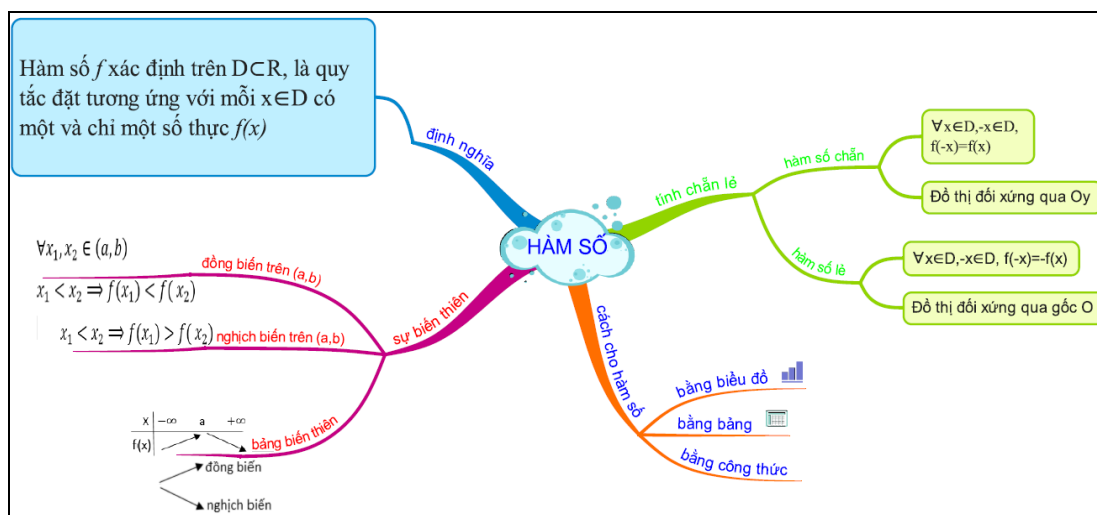 Hàm số f xác định trên D⊂R, là quy
tắc đặt tương ứng với mỗi x∈D có
một và chỉ một số thực f(x)
định nghĩa
HÀM SỐ
tính chẵn lẻ
hàm số chẵn
∀x∈D,-x∈D,
f(-x)=f(x)
Đồ thị đối xứng qua Oy
hàm số lẻ
∀x∈D,-x∈D, f(-x)=-f(x)
Đồ thị đối xứng qua gốc O
cách cho hàm số
bằng biểu đồ
bằng bảng
bằng công thức
sự biến thiên
∀x₁,x₂ ∈ (a,b)
đồng biến trên (a,b)
x₁ < x₂ ⇒ f(x₁) < f(x₂)
x₁ < x₂ ⇒ f(x₁) > f(x₂) nghịch biến trên (a,b)
x −∞ a +∞
f(x)
bảng biến thiên
đồng biến
nghịch biến